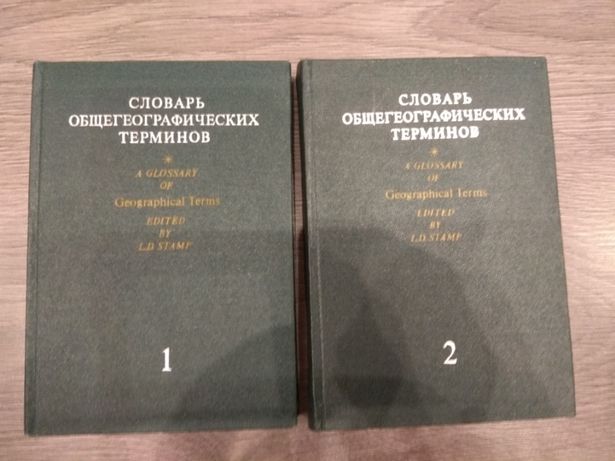 СЛОВАРЬ
ОБЩЕГЕОГРАФИЧЕСКИХ
ТЕРМИНОВ
*
A GLOSSARY
OF
Geographical Terms
EDITED
BY
L.D. STAMP
1
СЛОВАРЬ
ОБЩЕГЕОГРАФИЧЕСКИХ
ТЕРМИНОВ
*
A GLOSSARY
OF
Geographical Terms
EDITED
BY
L.D. STAMP
2